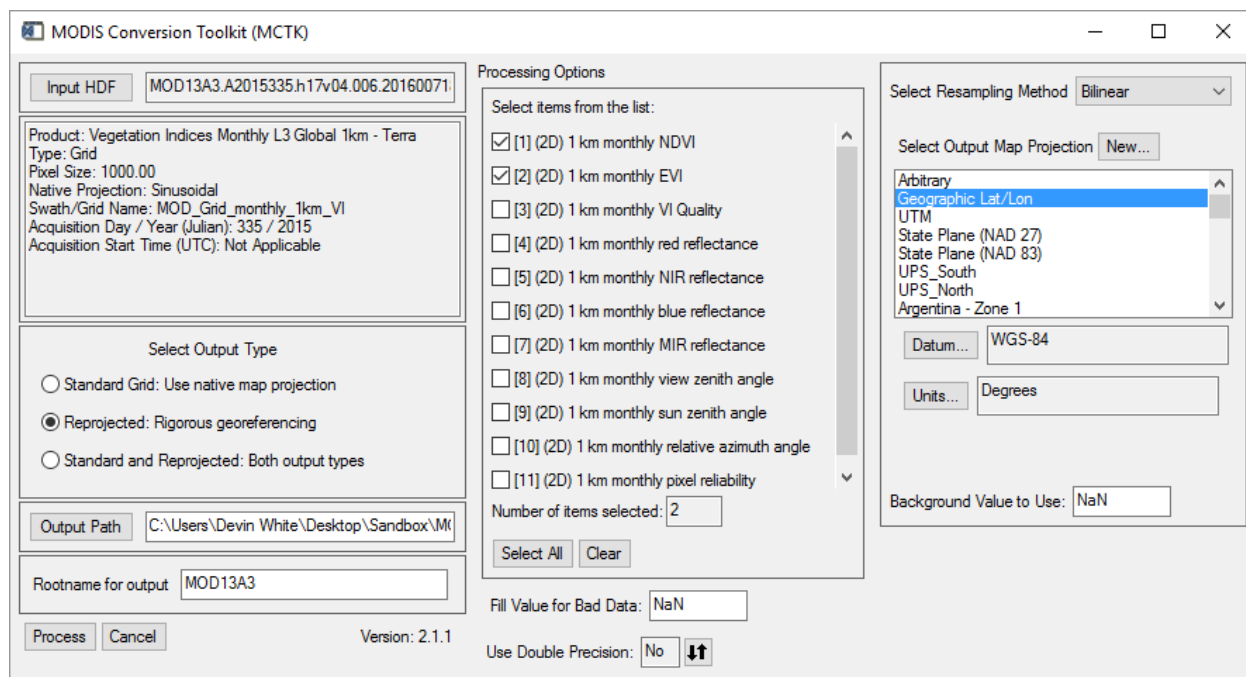 MODIS Conversion Toolkit (MCTK)
Input HDF
MOD13A3.A2015335.h17v04.006.201600718
Product: Vegetation Indices Monthly L3 Global 1km - Terra
Type: Grid
Pixel Size: 1000.00
Native Projection: Sinusoidal
Swath/Grid Name: MOD_Grid_monthly_1km_VI
Acquisition Day / Year (Julian): 335 / 2015
Acquisition Start Time (UTC): Not Applicable
Select Output Type
Standard Grid: Use native map projection
Reprojected: Rigorous georeferencing
Standard and Reprojected: Both output types
Output Path
C:\Users\Devin White\Desktop\Sandbox\M
Rootname for output
MOD13A3
Process
Cancel
Version: 2.1.1
Processing Options
Select items from the list:
[1] (2D) 1 km monthly NDVI
[2] (2D) 1 km monthly EVI
[3] (2D) 1 km monthly VI Quality
[4] (2D) 1 km monthly red reflectance
[5] (2D) 1 km monthly NIR reflectance
[6] (2D) 1 km monthly blue reflectance
[7] (2D) 1 km monthly MIR reflectance
[8] (2D) 1 km monthly view zenith angle
[9] (2D) 1 km monthly sun zenith angle
[10] (2D) 1 km monthly relative azimuth angle
[11] (2D) 1 km monthly pixel reliability
Number of items selected: 2
Select All
Clear
Fill Value for Bad Data: NaN
Use Double Precision: No
Select Resampling Method Bilinear
Select Output Map Projection New...
Arbitrary
Geographic Lat/Lon
UTM
State Plane (NAD 27)
State Plane (NAD 83)
UPS_South
UPS_North
Argentina - Zone 1
Datum... WGS-84
Units... Degrees
Background Value to Use: NaN